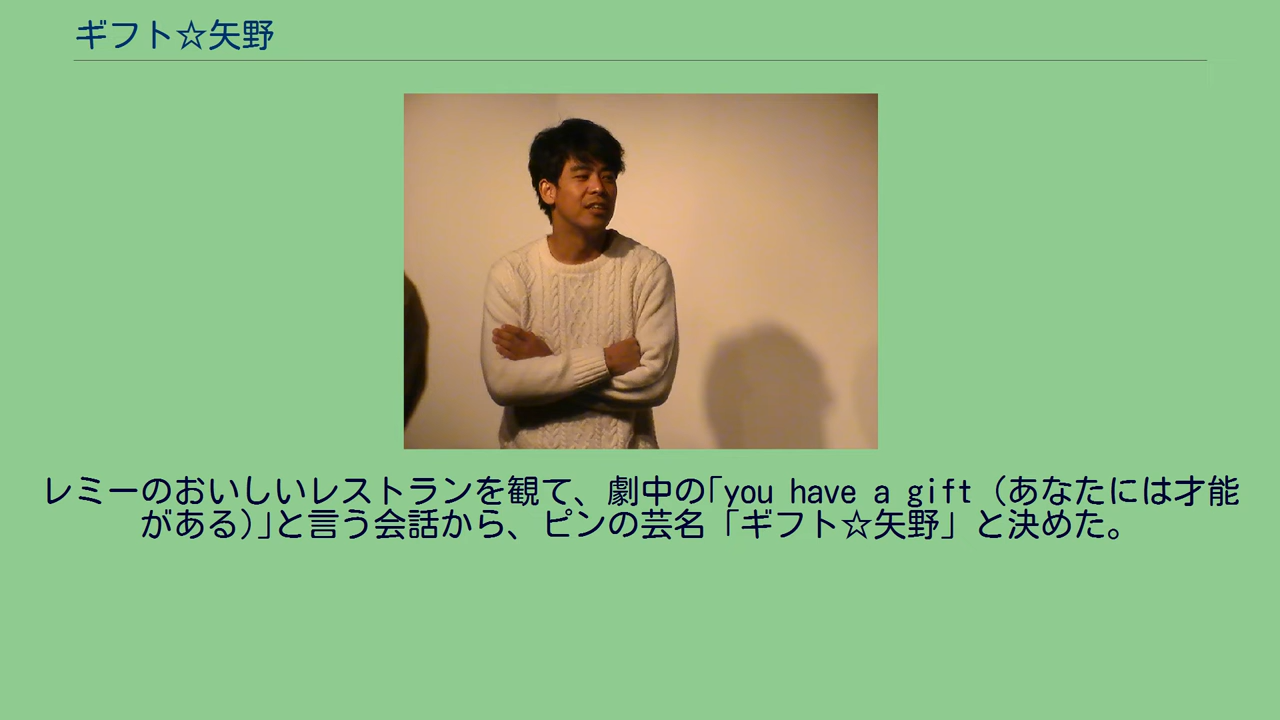 ギフト☆矢野
レミーのおいしいレストランを観て、劇中の｢you have a gift (あなたには才能
がある)｣と言う会話から、ピンの芸名「ギフト☆矢野」と決めた。